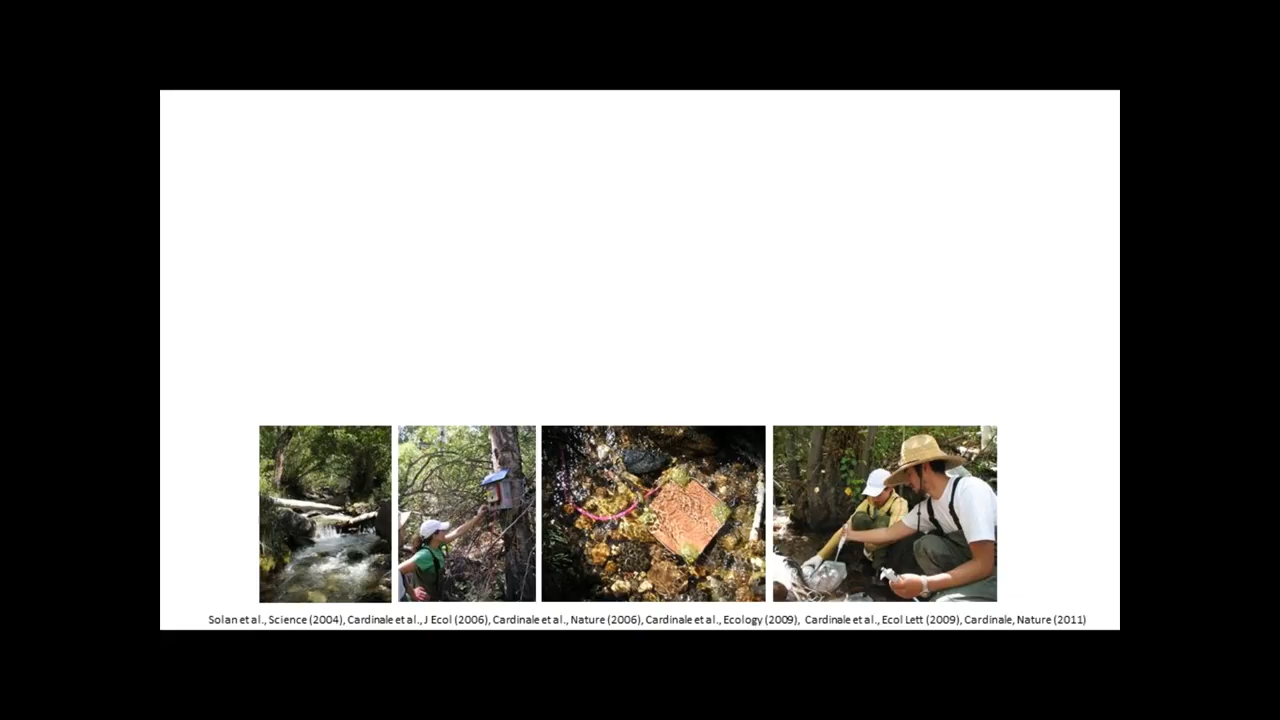 Solan et al., Science (2004), Cardinale et al., J Ecol (2006), Cardinale et al., Nature (2006), Cardinale et al., Ecology (2009), Cardinale et al., Ecol Lett (2009), Cardinale, Nature (2011)